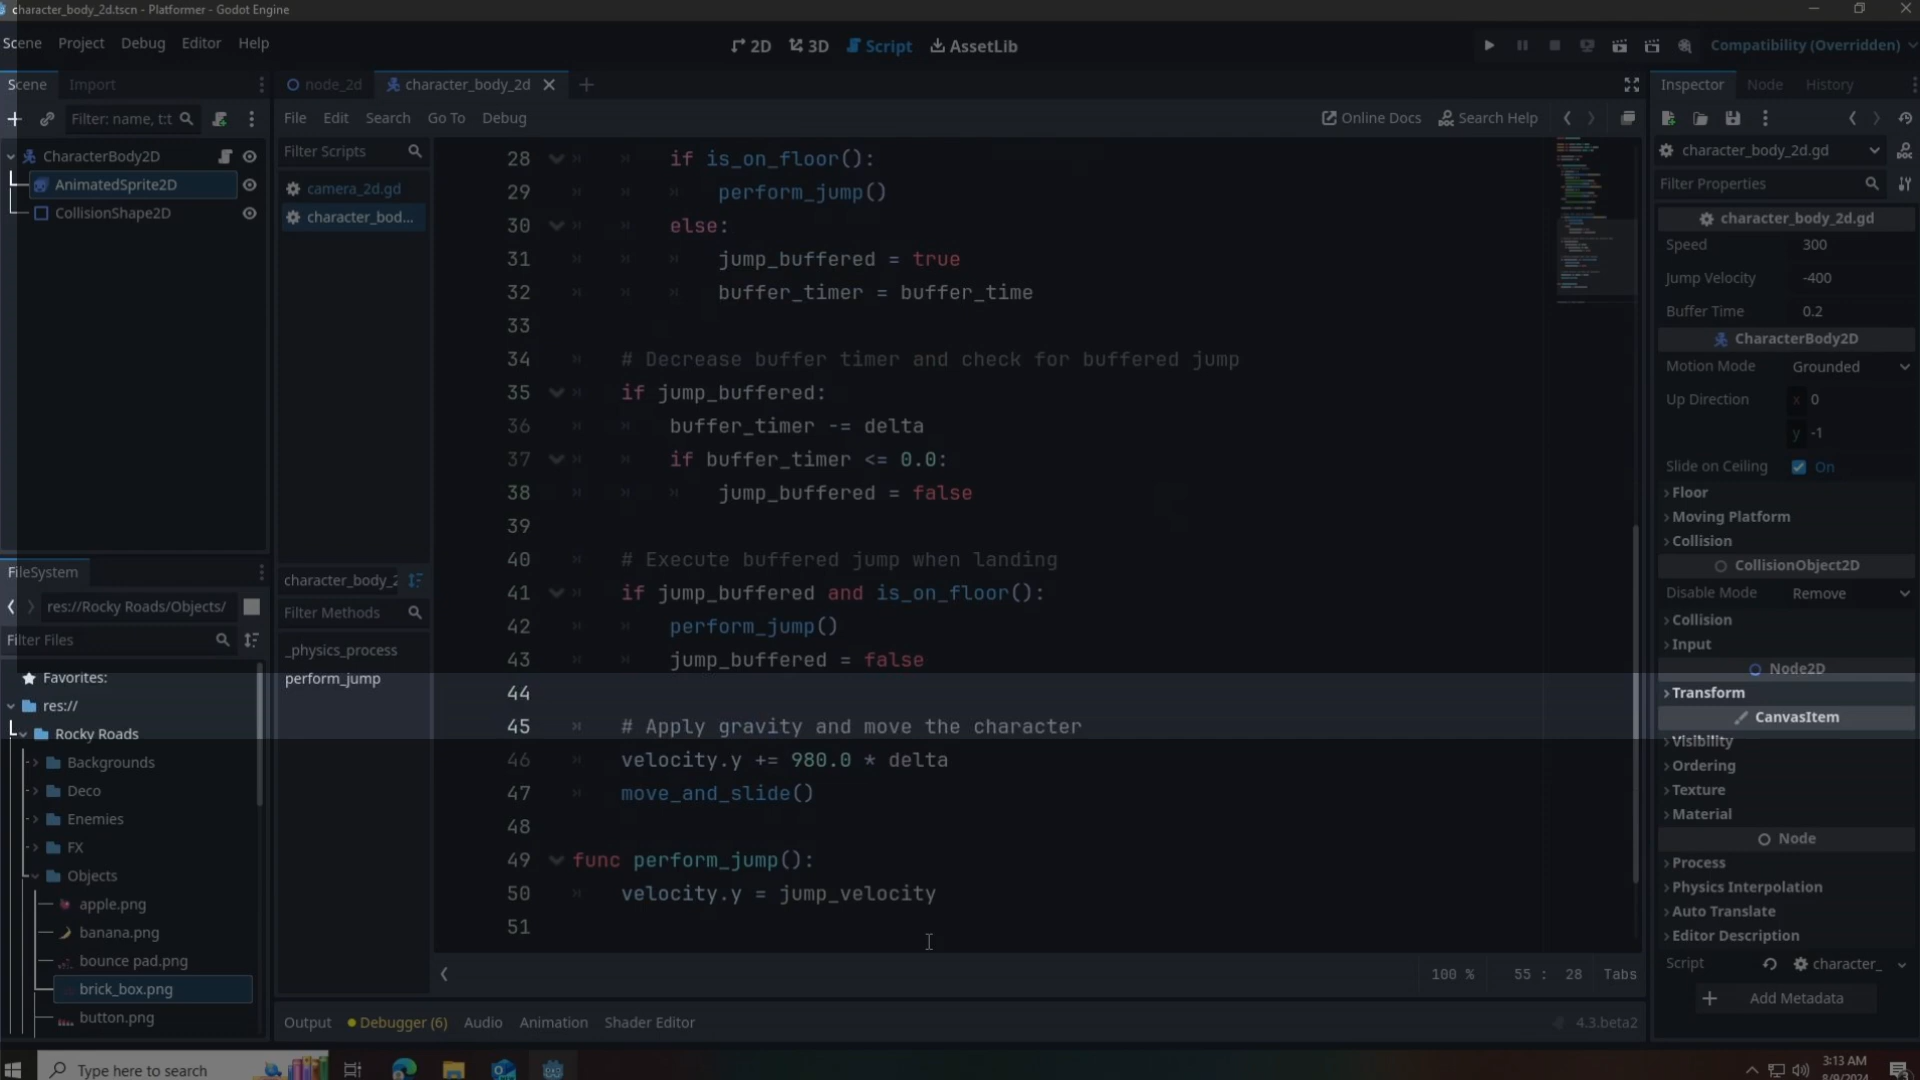 character_body_2d.tscn - Platformer - Godot Engine
Scene Project Debug Editor Help
2D 3D Script AssetLib
Compatibility (Overridden)
Scene Import
node_2d character_body_2d
Inspector Node History
Filter: name, t:t
File Edit Search Go To Debug
Online Docs Search Help
CharacterBody2D
AnimatedSprite2D
CollisionShape2D
Filter Scripts
camera_2d.gd
character_bod...
character_body_2
Filter Methods
_physics_process
perform_jump
28 if is_on_floor():
29 perform_jump()
30 else:
31 jump_buffered = true
32 buffer_timer = buffer_time
33
34 # Decrease buffer timer and check for buffered jump
35 if jump_buffered:
36 buffer_timer -= delta
37 if buffer_timer <= 0.0:
38 jump_buffered = false
39
40 # Execute buffered jump when landing
41 if jump_buffered and is_on_floor():
42 perform_jump()
43 jump_buffered = false
44
45 # Apply gravity and move the character
46 velocity.y += 980.0 * delta
47 move_and_slide()
48
49 func perform_jump():
50 velocity.y = jump_velocity
51
100 % 55 : 28 Tabs
Output Debugger (6) Audio Animation Shader Editor 4.3.beta2
FileSystem
res://Rocky Roads/Objects/
Filter Files
Favorites:
res://
Rocky Roads
Backgrounds
Deco
Enemies
FX
Objects
apple.png
banana.png
bounce pad.png
brick_box.png
button.png
character_body_2d.gd
Filter Properties
character_body_2d.gd
Speed 300
Jump Velocity -400
Buffer Time 0.2
CharacterBody2D
Motion Mode Grounded
Up Direction x 0
y -1
Slide on Ceiling On
Floor
Moving Platform
Collision
CollisionObject2D
Disable Mode Remove
Collision
Input
Node2D
Transform
CanvasItem
Visibility
Ordering
Texture
Material
Node
Process
Physics Interpolation
Auto Translate
Editor Description
Script character_
Add Metadata
Type here to search
3:13 AM
8/9/2024